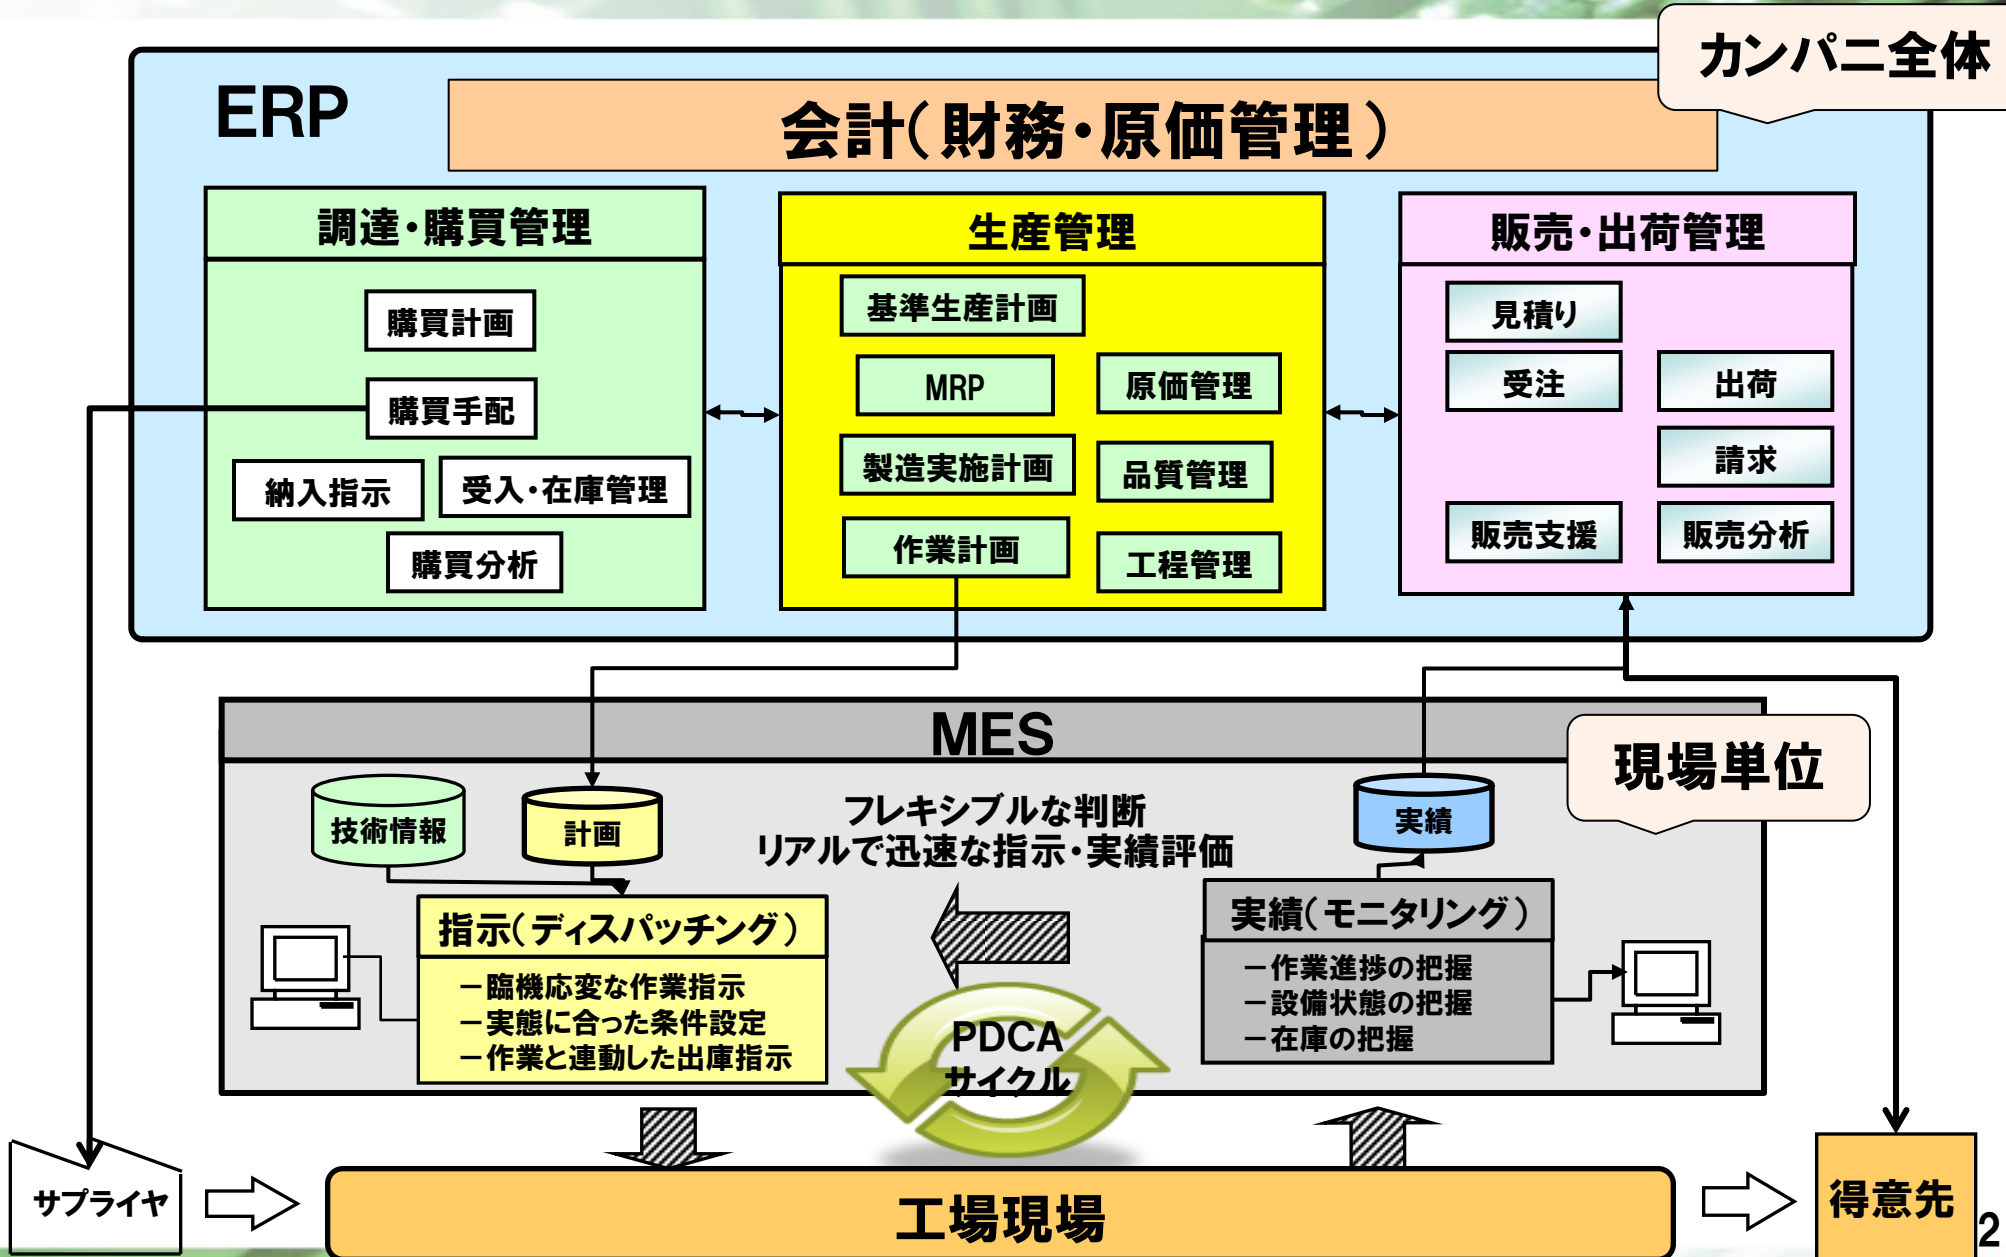 カンパニ全体
ERP
会計(財務・原価管理)
調達・購買管理
購買計画
購買手配
納入指示
受入・在庫管理
購買分析
生産管理
基準生産計画
MRP
原価管理
製造実施計画
品質管理
作業計画
工程管理
販売・出荷管理
見積り
受注
出荷
請求
販売支援
販売分析
MES
現場単位
技術情報
計画
フレキシブルな判断
リアルで迅速な指示・実績評価
実績
指示(ディスパッチング)
－臨機応変な作業指示
－実態に合った条件設定
－作業と連動した出庫指示
実績(モニタリング)
－作業進捗の把握
－設備状態の把握
－在庫の把握
PDCA
サイクル
サプライヤ
工場現場
得意先
2